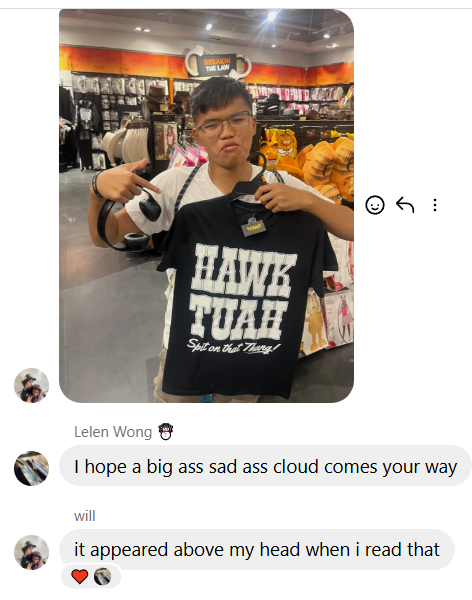 BREAKIN'
THE LAW
HAWK
TUAH
Spit on that Thang!
Lelen Wong
I hope a big ass sad ass cloud comes your way
will
it appeared above my head when i read that